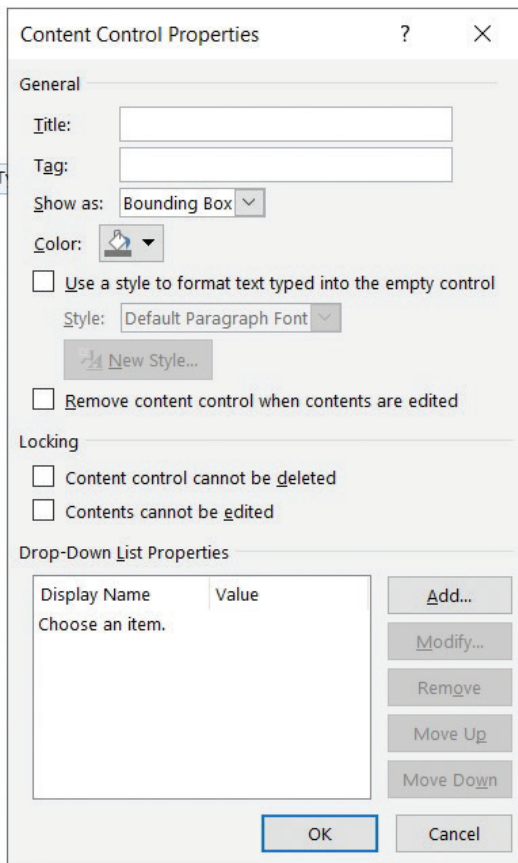 Content Control Properties ? ×
General
Title:
Tag:
Show as: Bounding Box
Color:
Use a style to format text typed into the empty control
Style: Default Paragraph Font
New Style...
Remove content control when contents are edited
Locking
Content control cannot be deleted
Contents cannot be edited
Drop-Down List Properties
Display Name Value
Choose an item.
Add...
Modify...
Remove
Move Up
Move Down
OK Cancel